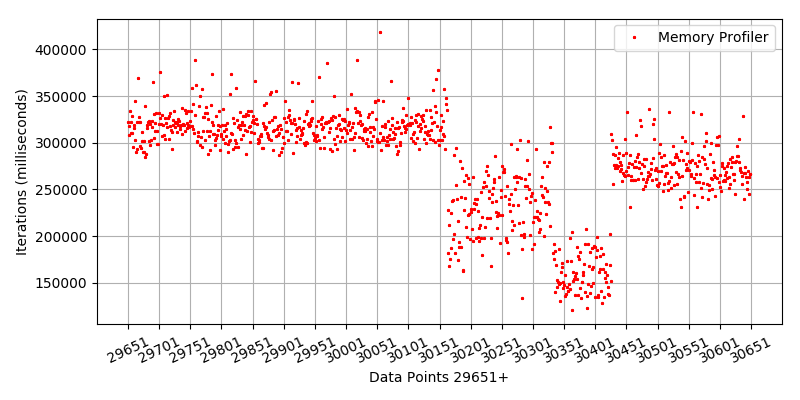 Memory Profiler
400000
350000
300000
250000
200000
150000
Iterations (milliseconds)
29651 29701 29751 29801 29851 29901 29951 30001 30051 30101 30151 30201 30251 30301 30351 30401 30451 30501 30551 30601 30651
Data Points 29651+